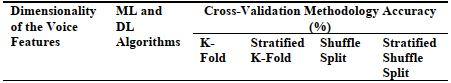 Dimensionality ML and Cross-Validation Methodology Accuracy
of the Voice DL (%)
Features Algorithms K- Stratified Shuffle Stratified
Fold K-Fold Split Shuffle
Split